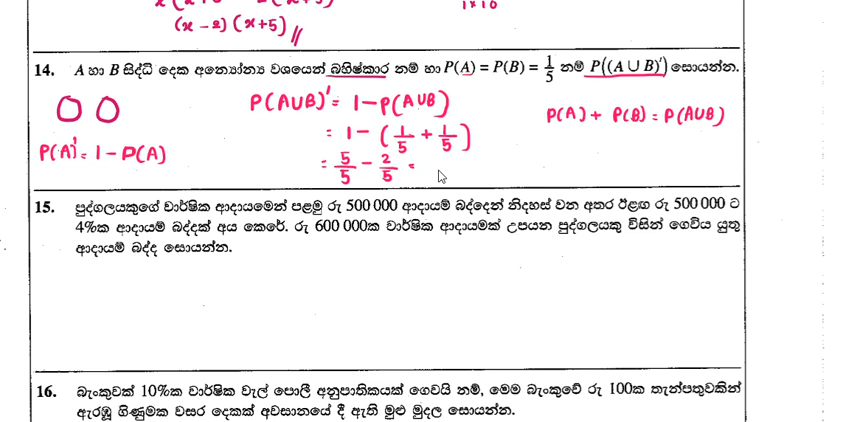 (x - 2) (x + 5) //
1 x 10
14. A හා B සිද්ධි දෙක අන්‍යෝන්‍ය වශයෙන් බහිෂ්කාර නම් හා P(A) = P(B) = 1/5 නම් P((A ∪ B)') සොයන්න.
P(A∪B)' = 1 - P(A∪B)
P(A) + P(B) = P(A∪B)
= 1 - (1/5 + 1/5)
P(A)' = 1 - P(A)
= 5/5 - 2/5 =
15. පුද්ගලයකුගේ වාර්ෂික ආදායමෙන් පළමු රු 500 000 ආදායම් බද්දෙන් නිදහස් වන අතර ඊළඟ රු 500 000 ට
4%ක ආදායම් බද්දක් අය කෙරේ. රු 600 000ක වාර්ෂික ආදායමක් උපයන පුද්ගලයකු විසින් ගෙවිය යුතු
ආදායම් බද්ද සොයන්න.
16. බැංකුවක් 10%ක වාර්ෂික වැල් පොලී අනුපාතිකයක් ගෙවයි නම්, මෙම බැංකුවේ රු 100ක තැන්පතුවකින්
ඇරඹූ ගිණුමක වසර දෙකක් අවසානයේ දී ඇති මුළු මුදල සොයන්න.